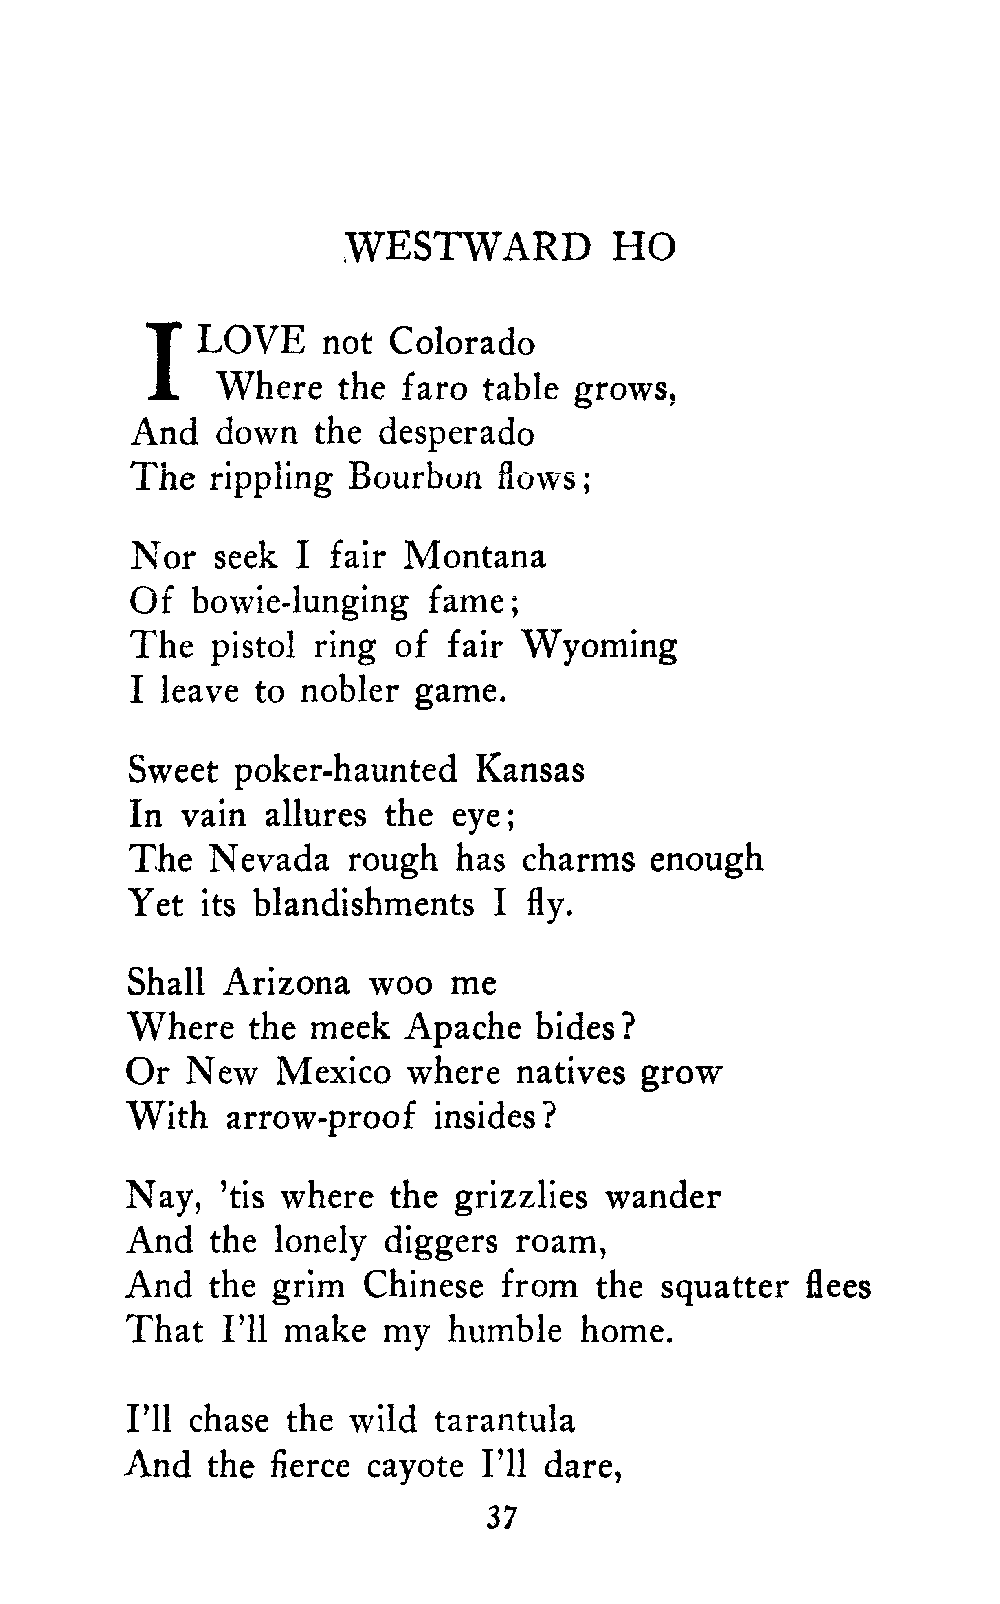 WESTWARD HO
I LOVE not Colorado
Where the faro table grows,
And down the desperado
The rippling Bourbon flows;
Nor seek I fair Montana
Of bowie-lunging fame;
The pistol ring of fair Wyoming
I leave to nobler game.
Sweet poker-haunted Kansas
In vain allures the eye;
The Nevada rough has charms enough
Yet its blandishments I fly.
Shall Arizona woo me
Where the meek Apache bides?
Or New Mexico where natives grow
With arrow-proof insides?
Nay, 'tis where the grizzlies wander
And the lonely diggers roam,
And the grim Chinese from the squatter flees
That I'll make my humble home.
I'll chase the wild tarantula
And the fierce cayote I'll dare,
37